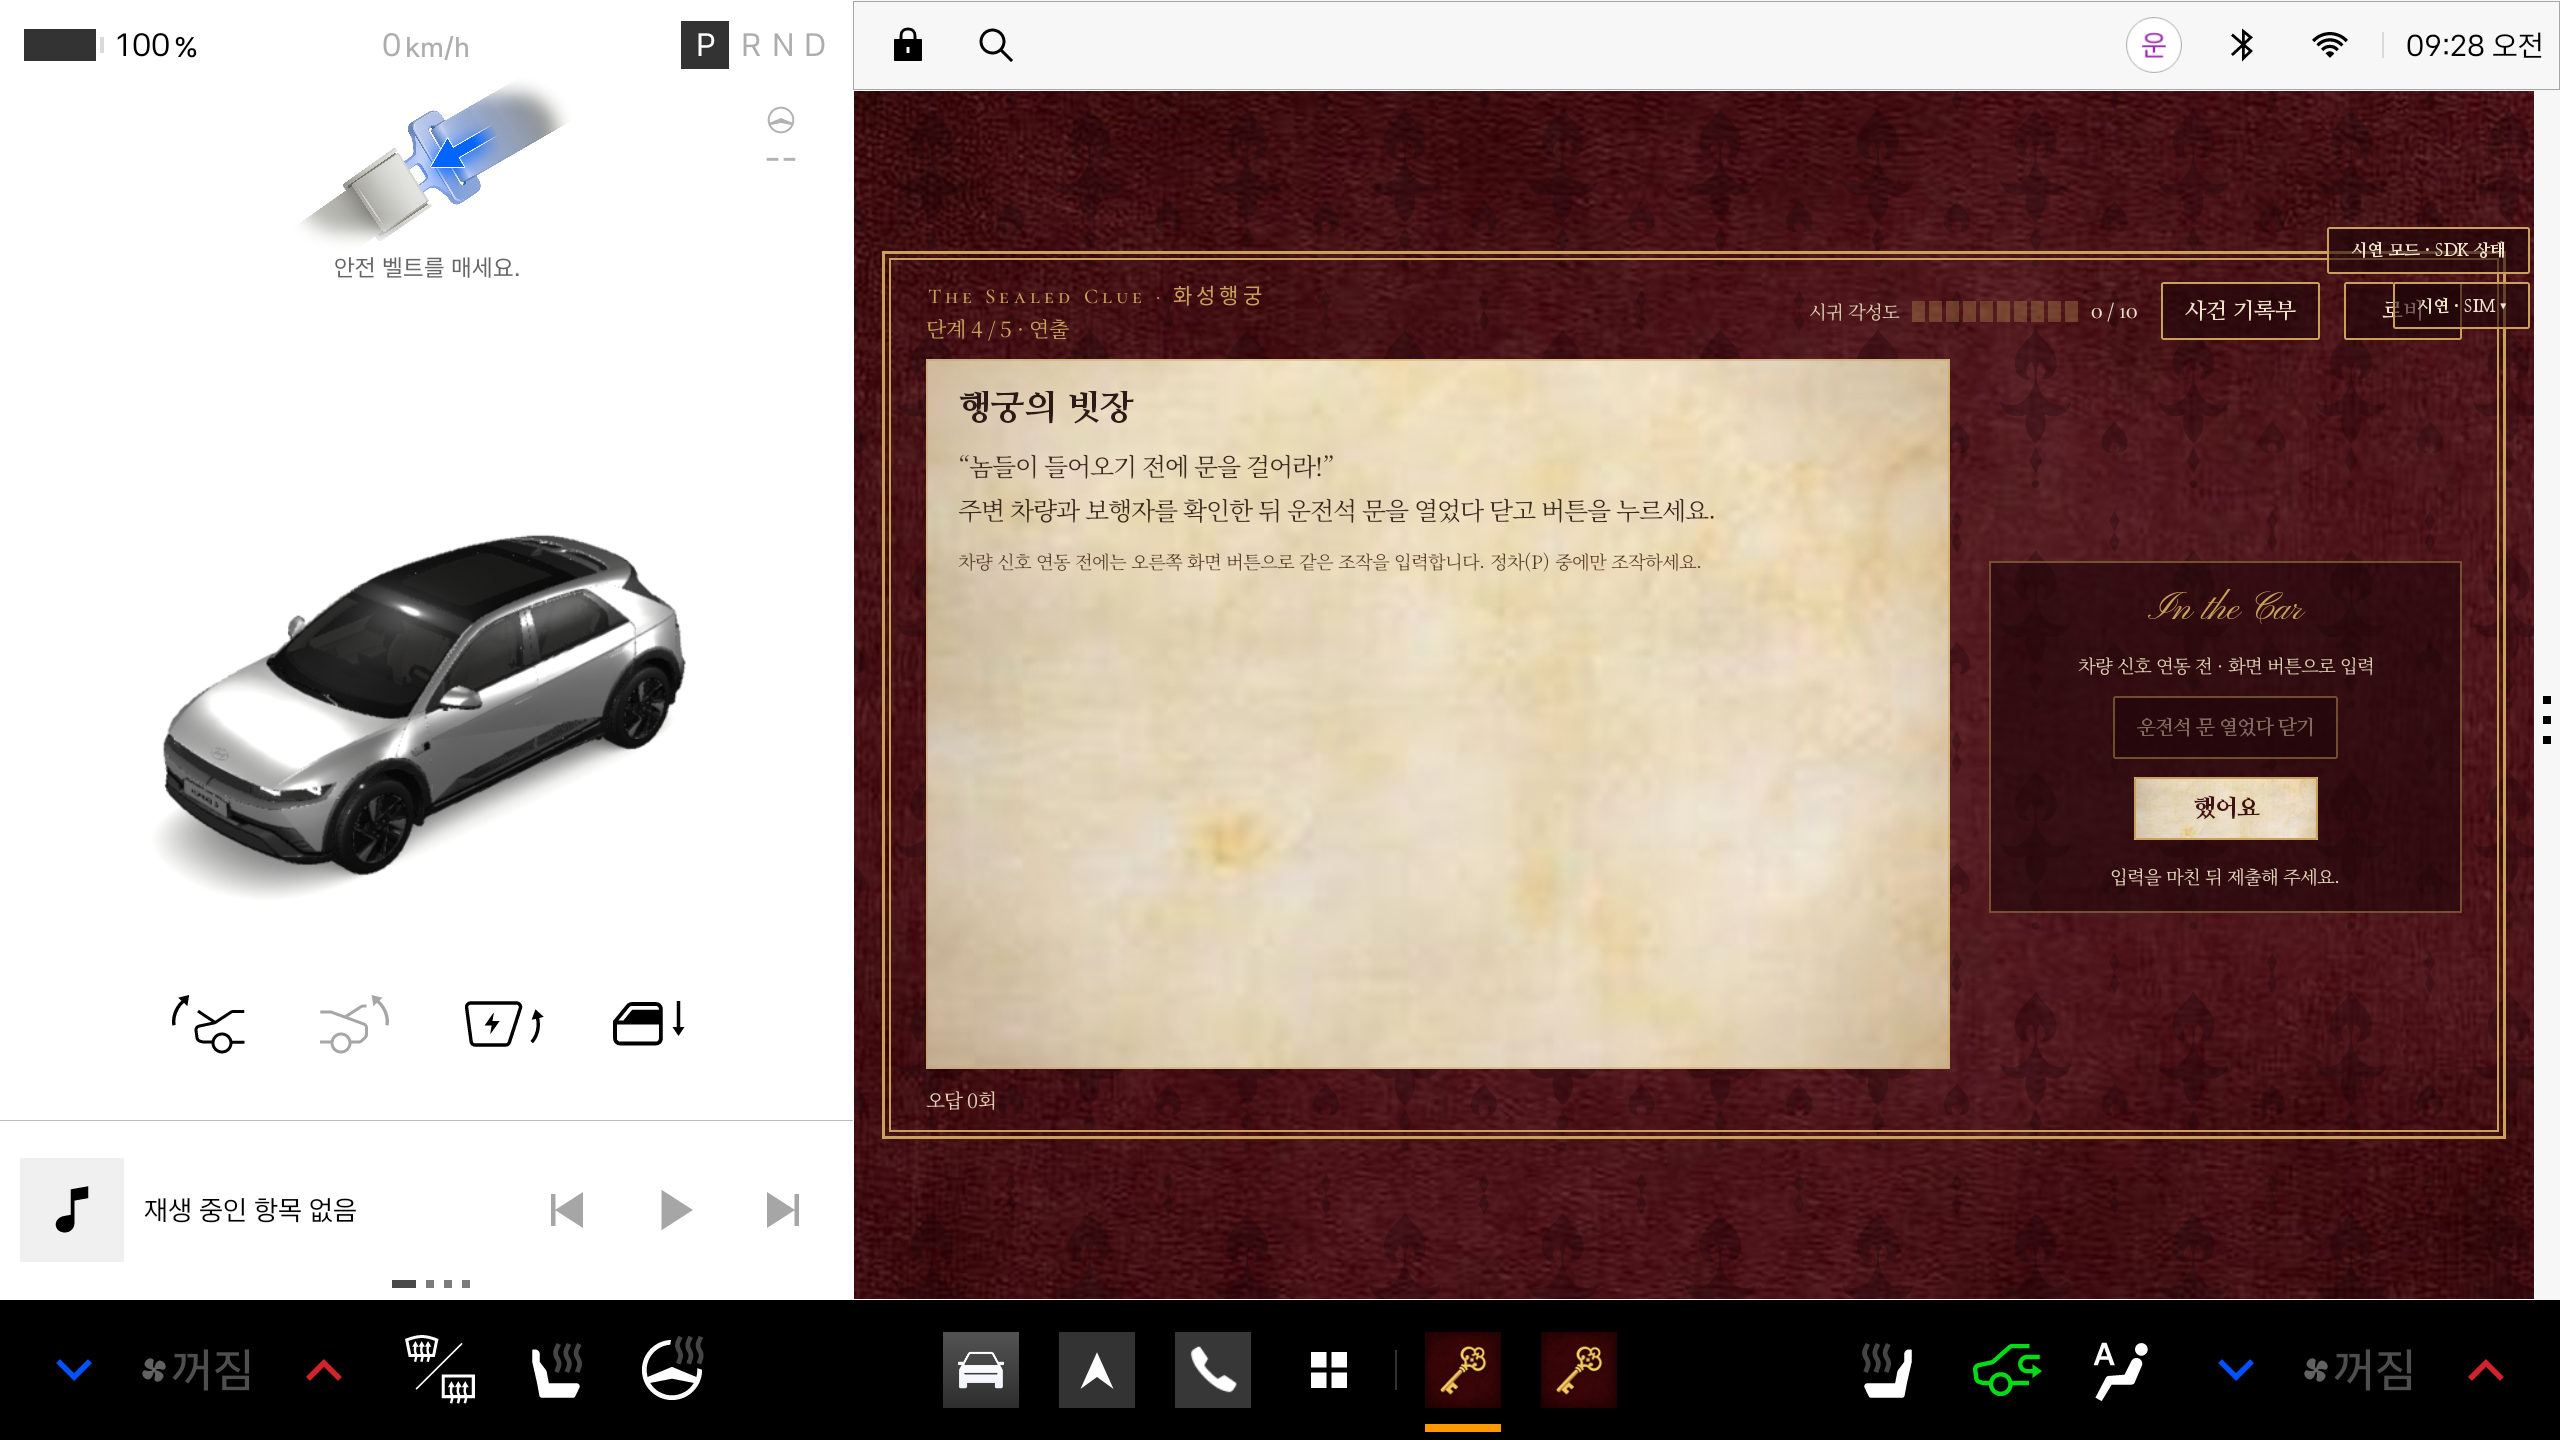 100 %
0 km/h
P R N D
운
09:28 오전
안전 벨트를 매세요.
시연 모드 · SDK 상태
The Sealed Clue · 화성행궁
단계 4 / 5 · 연출
시귀 각성도
0 / 10
사건 기록부
시연 · SIM ▾
행궁의 빗장
“놈들이 들어오기 전에 문을 걸어라!”
주변 차량과 보행자를 확인한 뒤 운전석 문을 열었다 닫고 버튼을 누르세요.
차량 신호 연동 전에는 오른쪽 화면 버튼으로 같은 조작을 입력합니다. 정차(P) 중에만 조작하세요.
In the Car
차량 신호 연동 전 · 화면 버튼으로 입력
운전석 문 열었다 닫기
했어요
입력을 마친 뒤 제출해 주세요.
오답 0회
재생 중인 항목 없음
꺼짐
A
꺼짐